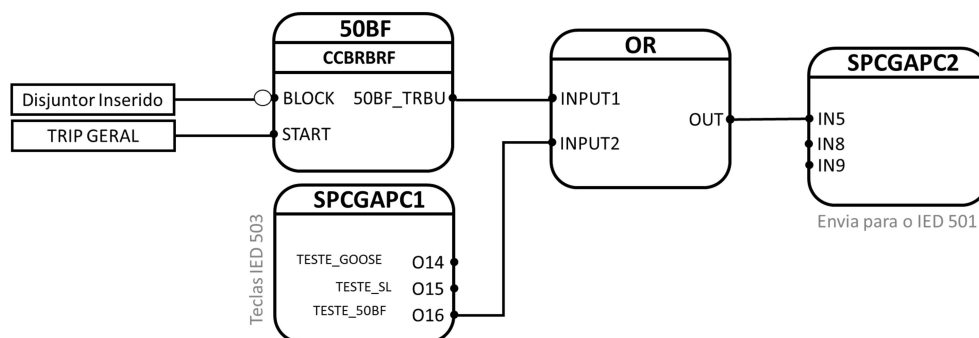 50BF
CCBRBRF
Disjuntor Inserido
TRIP GERAL
BLOCK
50BF_TRBU
START
OR
INPUT1
INPUT2
OUT
SPCGAPC2
IN5
IN8
IN9
Envia para o IED 501
SPCGAPC1
Teclas IED 503
TESTE_GOOSE
O14
TESTE_SL
O15
TESTE_50BF
O16